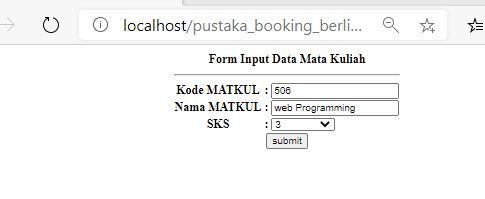 localhost/pustaka_booking_berli...
Form Input Data Mata Kuliah
Kode MATKUL : 506
Nama MATKUL : web Programming
SKS : 3
submit